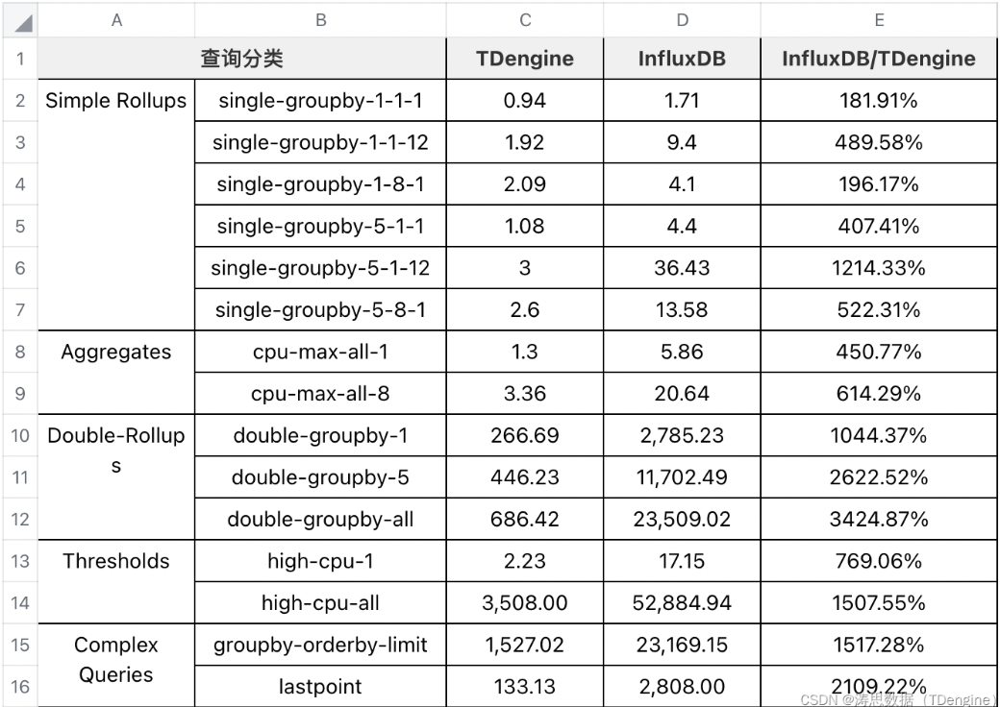 A B C D E
1 查询分类 TDengine InfluxDB InfluxDB/TDengine
2 Simple Rollups single-groupby-1-1-1 0.94 1.71 181.91%
3 single-groupby-1-1-12 1.92 9.4 489.58%
4 single-groupby-1-8-1 2.09 4.1 196.17%
5 single-groupby-5-1-1 1.08 4.4 407.41%
6 single-groupby-5-1-12 3 36.43 1214.33%
7 single-groupby-5-8-1 2.6 13.58 522.31%
8 Aggregates cpu-max-all-1 1.3 5.86 450.77%
9 cpu-max-all-8 3.36 20.64 614.29%
10 Double-Rollup double-groupby-1 266.69 2,785.23 1044.37%
s
11 double-groupby-5 446.23 11,702.49 2622.52%
12 double-groupby-all 686.42 23,509.02 3424.87%
13 Thresholds high-cpu-1 2.23 17.15 769.06%
14 high-cpu-all 3,508.00 52,884.94 1507.55%
15 Complex groupby-orderby-limit 1,527.02 23,169.15 1517.28%
Queries
16 lastpoint 133.13 2,808.00 2109.22%
CSDN @涛思数据（TDengine）